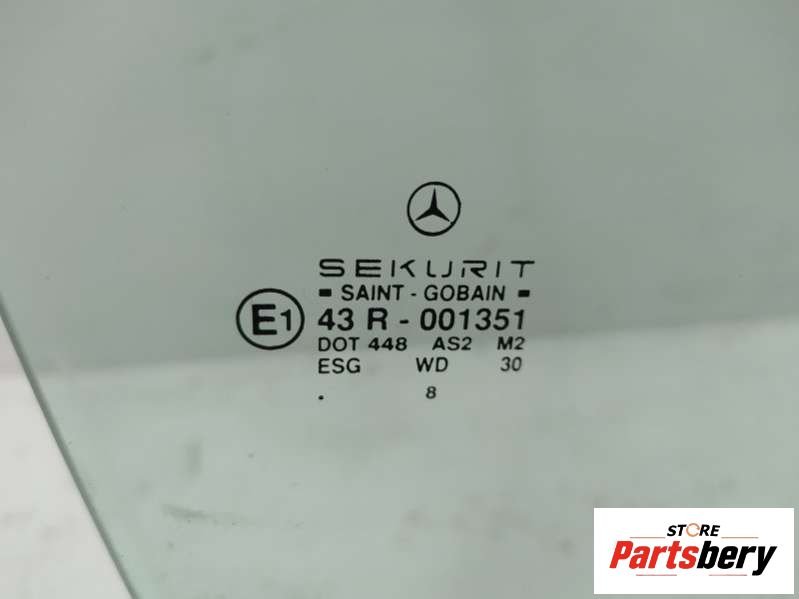 SEKURIT
SAINT - GOBAIN
E1 43 R - 001351
DOT 448 AS2 M2
ESG WD 30
. 8
STORE
Partsbery